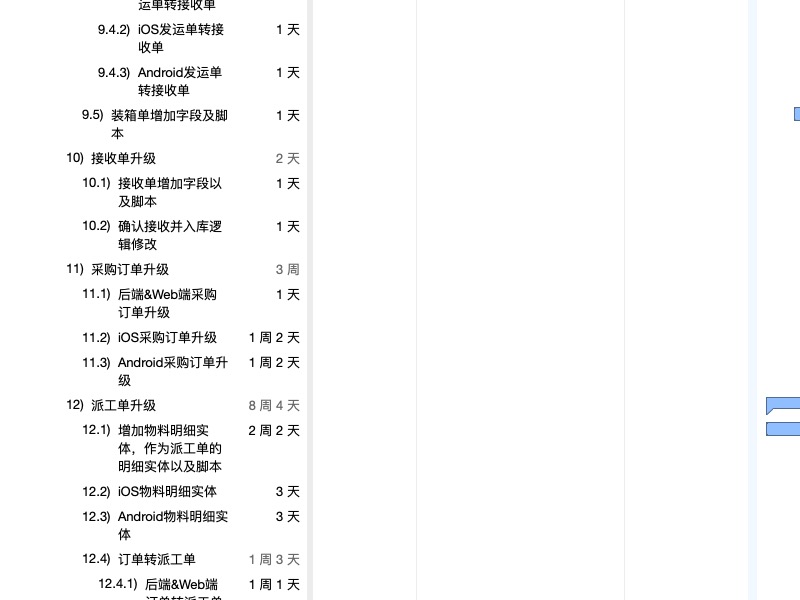 运单转接收单
9.4.2) iOS发运单转接 1 天
收单
9.4.3) Android发运单 1 天
转接收单
9.5) 装箱单增加字段及脚 1 天
本
10) 接收单升级 2 天
10.1) 接收单增加字段以 1 天
及脚本
10.2) 确认接收并入库逻 1 天
辑修改
11) 采购订单升级 3 周
11.1) 后端&Web端采购 1 天
订单升级
11.2) iOS采购订单升级 1 周 2 天
11.3) Android采购订单升 1 周 2 天
级
12) 派工单升级 8 周 4 天
12.1) 增加物料明细实 2 周 2 天
体，作为派工单的
明细实体以及脚本
12.2) iOS物料明细实体 3 天
12.3) Android物料明细实 3 天
体
12.4) 订单转派工单 1 周 3 天
12.4.1) 后端&Web端 1 周 1 天
订单转派工单